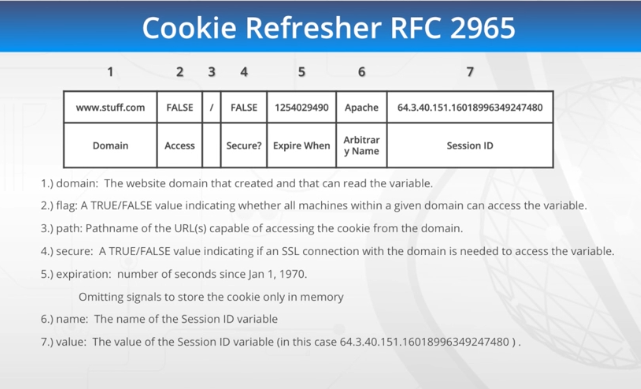 Cookie Refresher RFC 2965
1 2 3 4 5 6 7
www.stuff.com FALSE / FALSE 1254029490 Apache 64.3.40.151.16018996349247480
Domain Access Secure? Expire When Arbitrar
y Name Session ID
1.) domain: The website domain that created and that can read the variable.
2.) flag: A TRUE/FALSE value indicating whether all machines within a given domain can access the variable.
3.) path: Pathname of the URL(s) capable of accessing the cookie from the domain.
4.) secure: A TRUE/FALSE value indicating if an SSL connection with the domain is needed to access the variable.
5.) expiration: number of seconds since Jan 1, 1970.
Omitting signals to store the cookie only in memory
6.) name: The name of the Session ID variable
7.) value: The value of the Session ID variable (in this case 64.3.40.151.16018996349247480 ) .